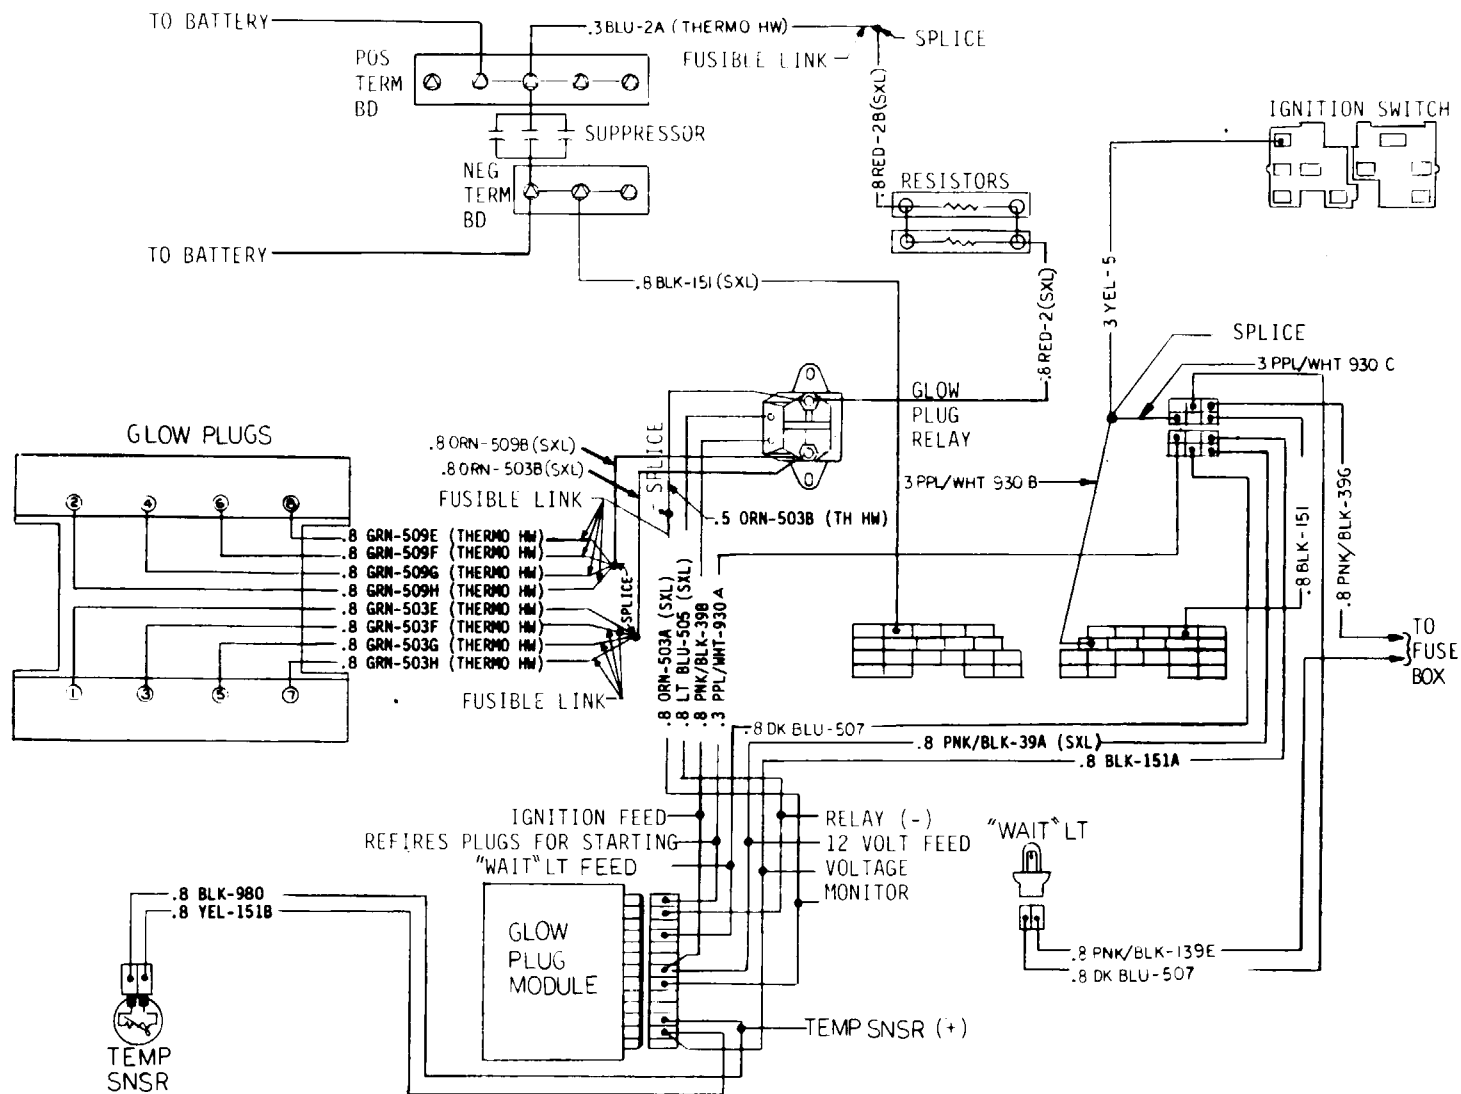 TO BATTERY
.3BLU-2A (THERMO HW)
SPLICE
POS
TERM
BD
FUSIBLE LINK
SUPPRESSOR
.8RED-2B(SXL)
IGNITION SWITCH
NEG
TERM
BD
RESISTORS
TO BATTERY
.8 BLK-151(SXL)
.8RED-2(SXL)
3 YEL-5
SPLICE
3 PPL/WHT 930 C
GLOW
PLUG
RELAY
GLOW PLUGS
.8 ORN-509B(SXL)
.8 ORN-503B(SXL)
SPLICE
FUSIBLE LINK
3 PPL/WHT 930 B
.5 ORN-503B (TH HW)
2
4
6
8
.8 GRN-509E (THERMO HW)
.8 GRN-509F (THERMO HW)
.8 GRN-509G (THERMO HW)
.8 GRN-509H (THERMO HW)
.8 GRN-503E (THERMO HW)
.8 GRN-503F (THERMO HW)
.8 GRN-503G (THERMO HW)
.8 GRN-503H (THERMO HW)
SPLICE
1
3
5
7
FUSIBLE LINK
.8 ORN-503A (SXL)
.8 LT BLU-505 (SXL)
.8 PNK/BLK-39B
.3 PPL/WHT-930 A
.8 BLK-151
.8 PNK/BLK-39G
TO
FUSE
BOX
.8 DK BLU-507
.8 PNK/BLK-39A (SXL)
.8 BLK-151A
IGNITION FEED
REFIRES PLUGS FOR STARTING
"WAIT" LT FEED
RELAY (-)
12 VOLT FEED
VOLTAGE
MONITOR
"WAIT" LT
.8 BLK-980
.8 YEL-151B
GLOW
PLUG
MODULE
.8 PNK/BLK-139E
.8 DK BLU-507
TEMP SNSR (+)
TEMP
SNSR